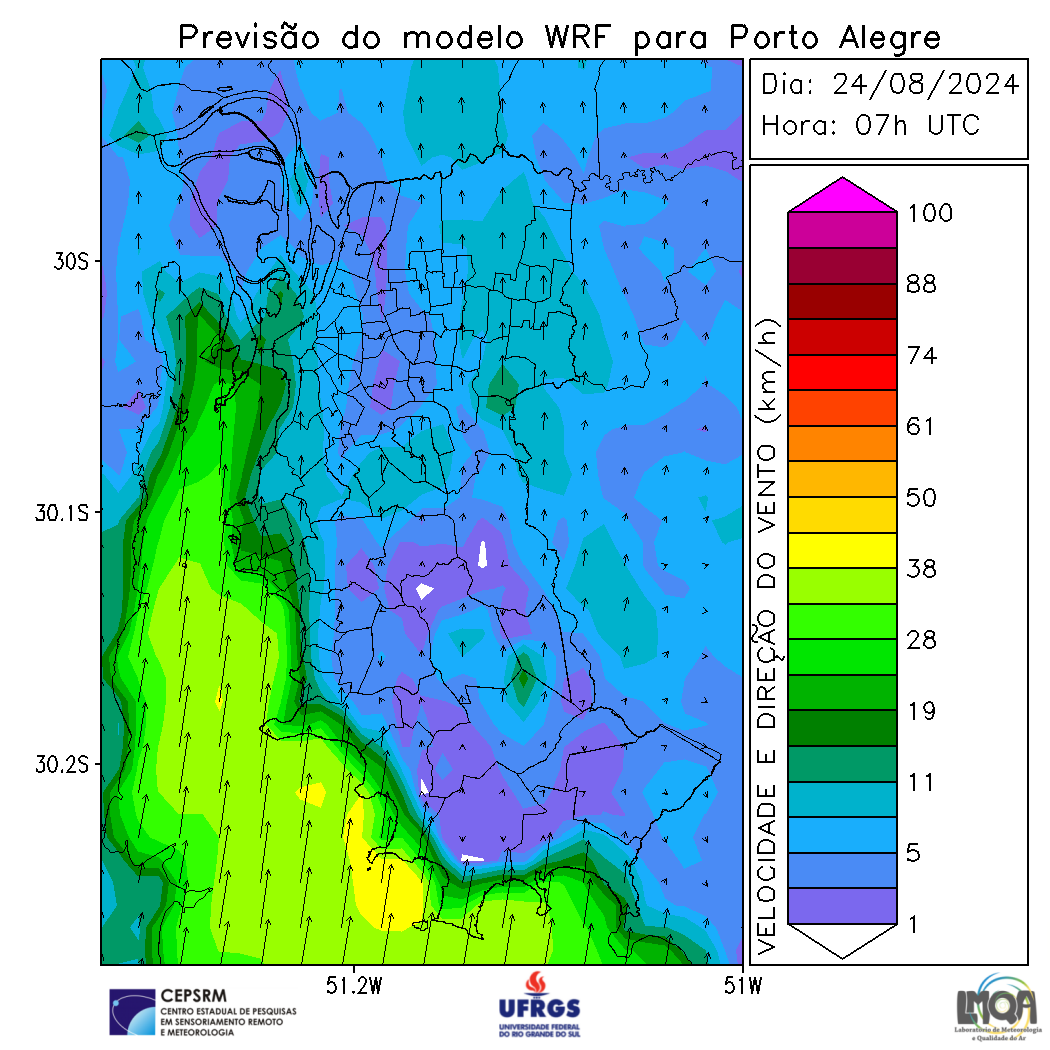 Previsão do modelo WRF para Porto Alegre
Dia: 24/08/2024
Hora: 07h UTC
30S
30.1S
30.2S
51.2W
51W
VELOCIDADE E DIREÇÃO DO VENTO (km/h)
100
88
74
61
50
38
28
19
11
5
1
CEPSRM
CENTRO ESTADUAL DE PESQUISAS
EM SENSORIAMENTO REMOTO
E METEOROLOGIA
UFRGS
UNIVERSIDADE FEDERAL
DO RIO GRANDE DO SUL
LMQA
Laboratório de Meteorologia
e Qualidade do Ar